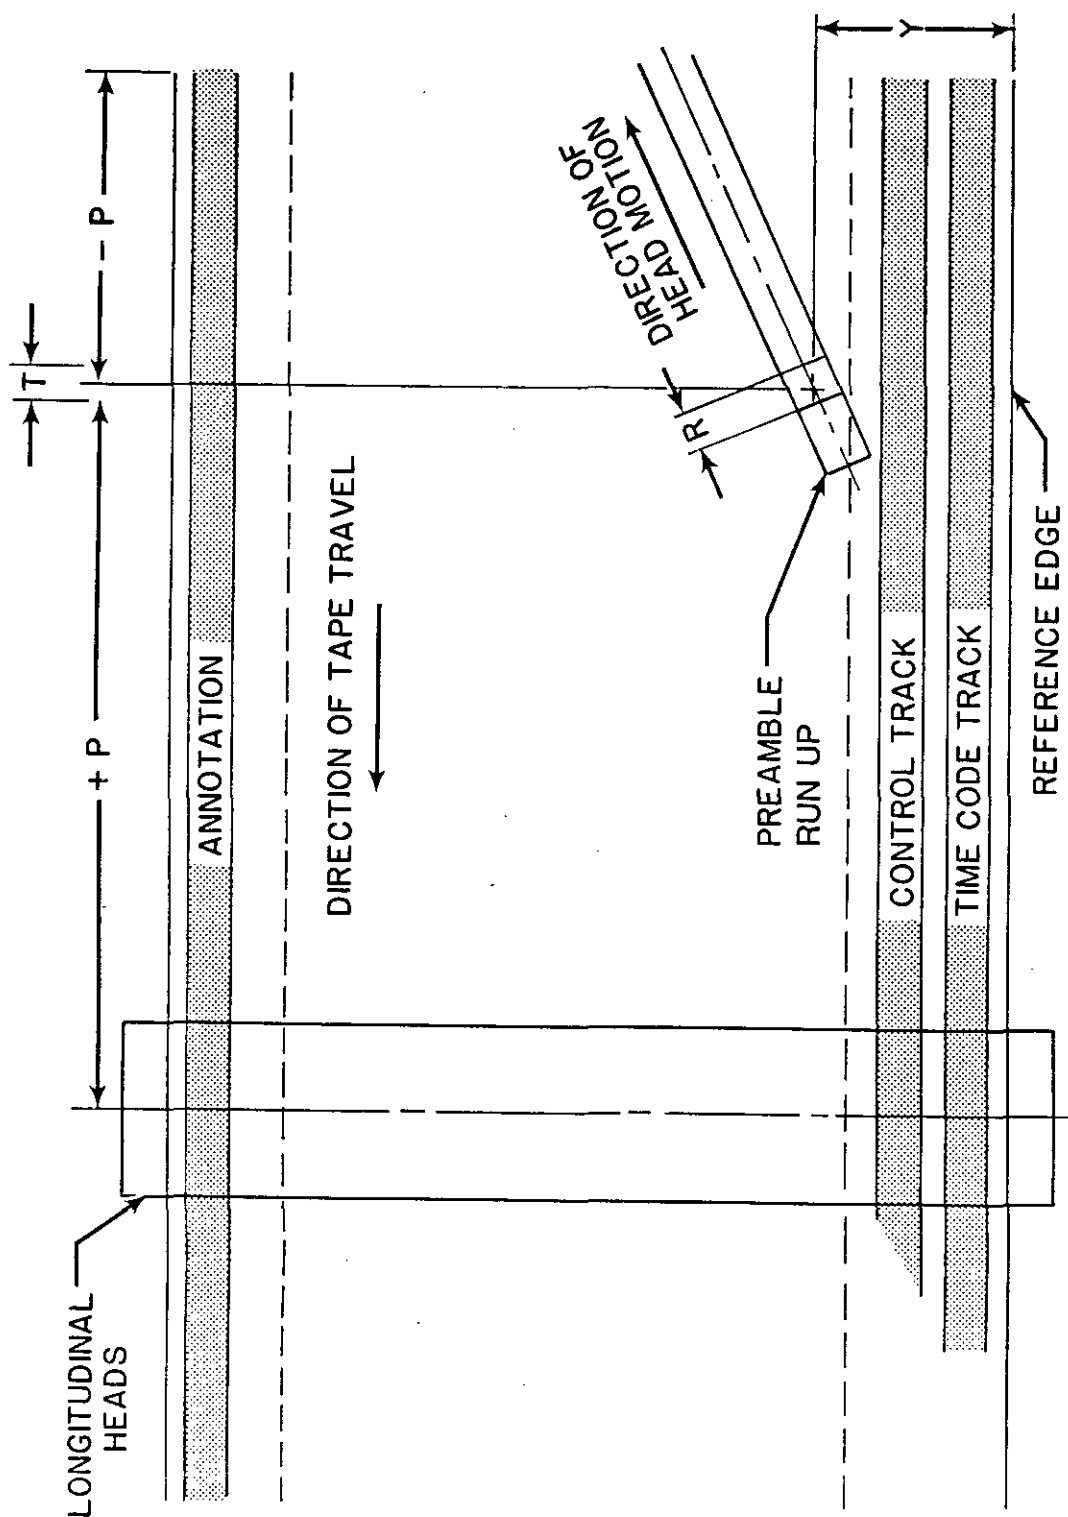 T
+ P
- P
ANNOTATION
DIRECTION OF TAPE TRAVEL
DIRECTION OF
HEAD MOTION
R
Y
PREAMBLE
RUN UP
CONTROL TRACK
TIME CODE TRACK
REFERENCE EDGE
LONGITUDINAL
HEADS